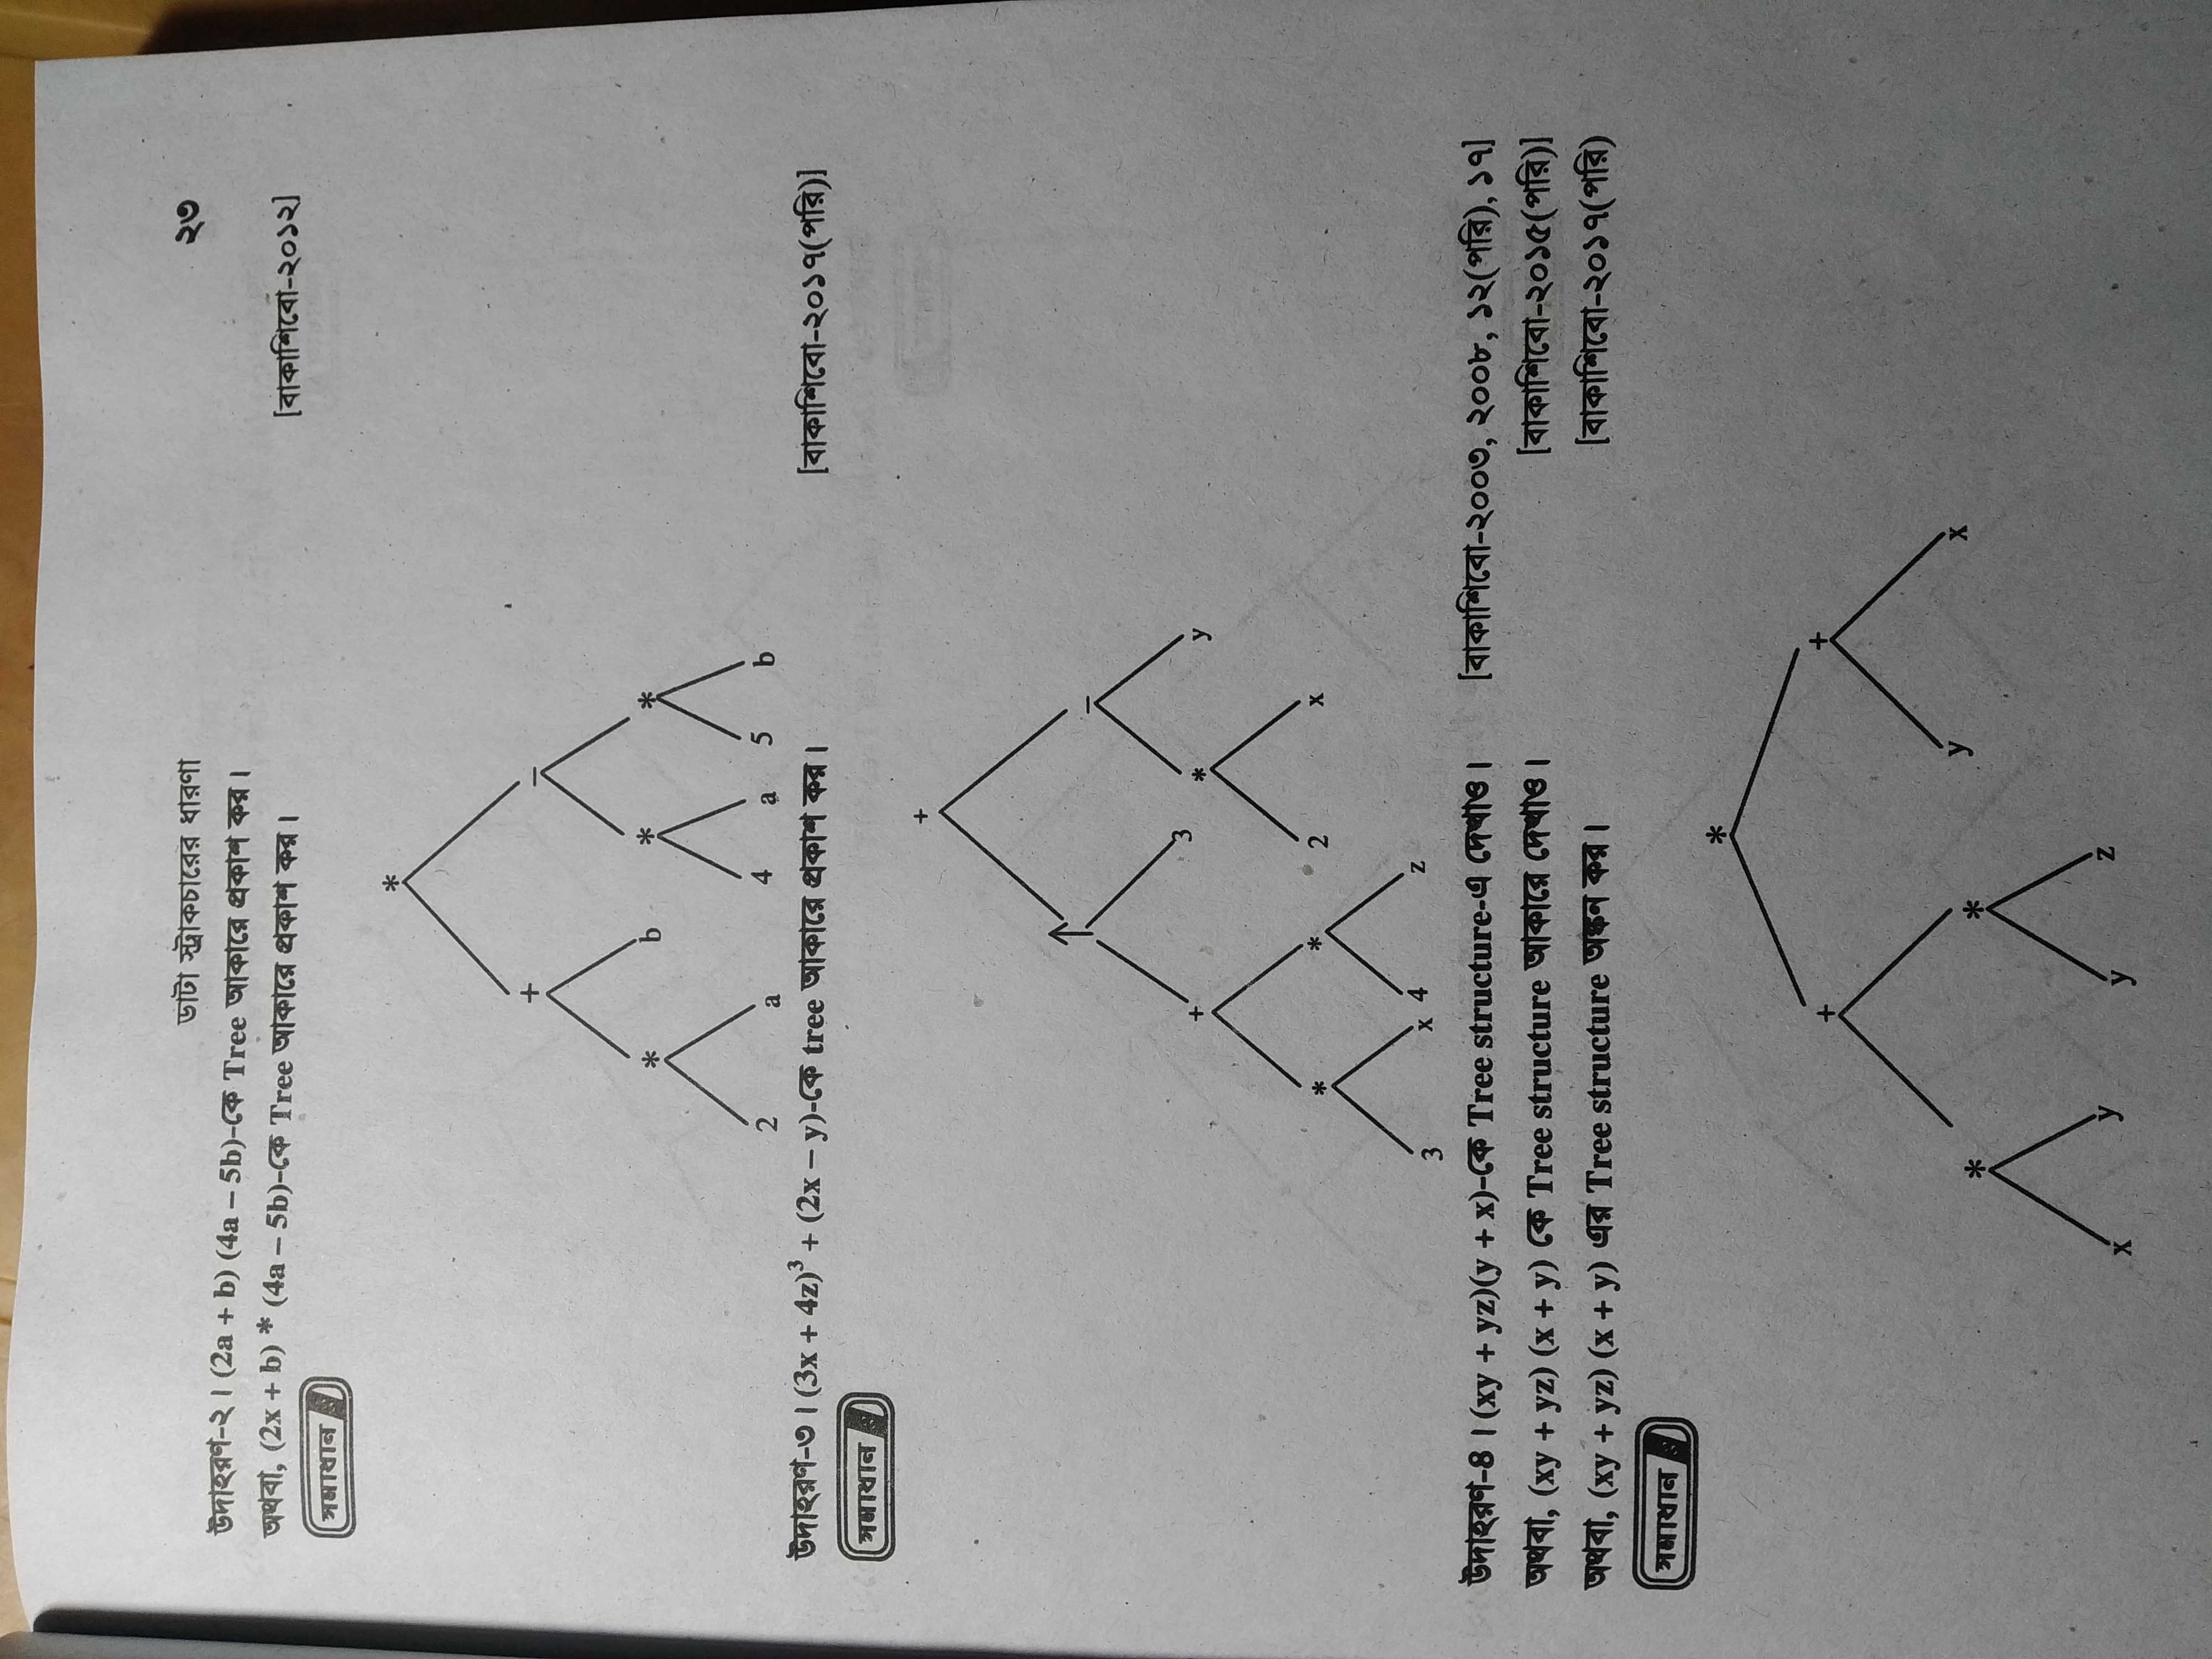 ডাটা স্ট্রাকচারের ধারণা ২৩
উদাহরণ-২। (2a + b) (4a – 5b)-কে Tree আকারে প্রকাশ কর।
অথবা, (2x + b) * (4a – 5b)-কে Tree আকারে প্রকাশ কর। [বাকাশিবো-২০১২]
সমাধান
*
+ –
* b * *
2 a 4 a 5 b
উদাহরণ-৩। (3x + 4z)³ + (2x – y)-কে tree আকারে প্রকাশ কর। [বাকাশিবো-২০১৭(পরি)]
সমাধান
+
↑ –
+ 3 * y
* * 2 x
3 x 4 z
উদাহরণ-৪। (xy + yz)(y + x)-কে Tree structure-এ দেখাও। [বাকাশিবো-২০০৩, ২০০৮, ১২(পরি), ১৭]
অথবা, (xy + yz) (x + y) কে Tree structure আকারে দেখাও। [বাকাশিবো-২০১৫(পরি)]
অথবা, (xy + yz) (x + y) এর Tree structure অঙ্কন কর। [বাকাশিবো-২০১৭(পরি)
সমাধান
*
+ +
* * y x
x y y z